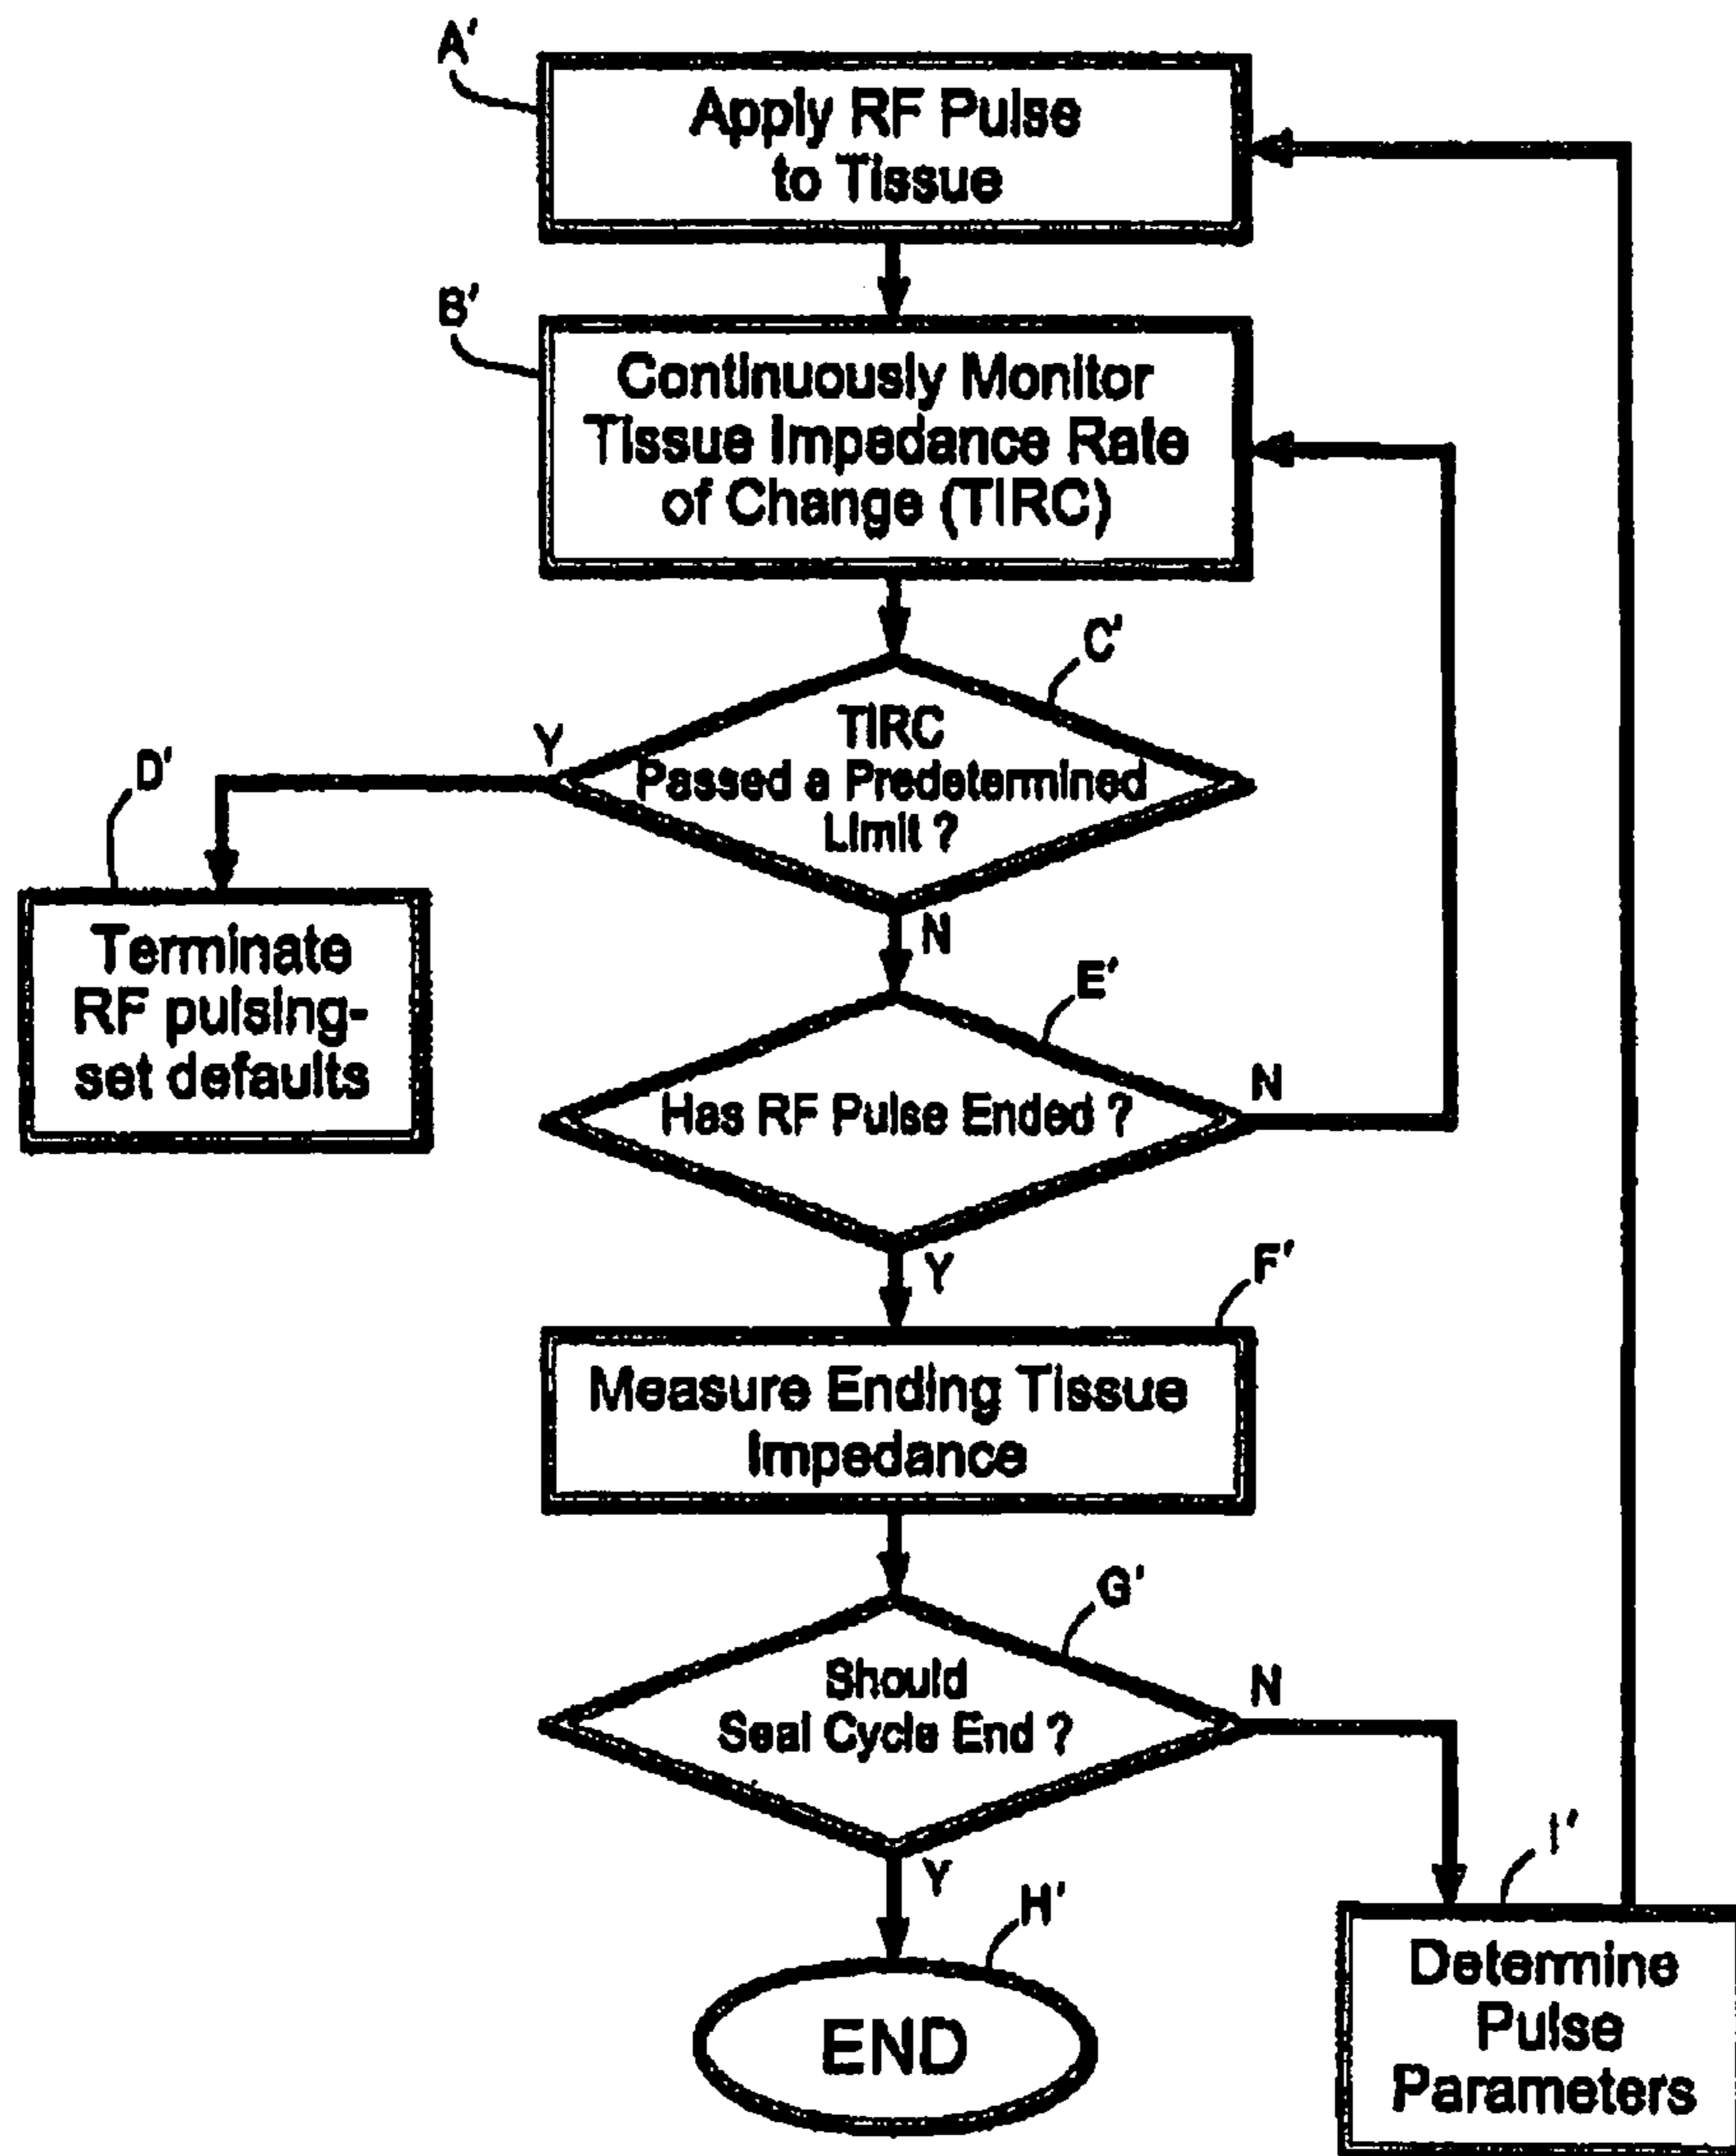 A'
Apply RF Pulse
to Tissue
B'
Continuously Monitor
Tissue Impedance Rate
of Change (TIRC)
C'
TIRC
Passed a Predetermined
Limit ?
Y
D'
N
Terminate
RF pulsing-
set defaults
E'
Has RF Pulse Ended ?
N
Y
F'
Measure Ending Tissue
Impedance
G'
Should
Seal Cycle End ?
N
Y
H'
END
I'
Determine
Pulse
Parameters